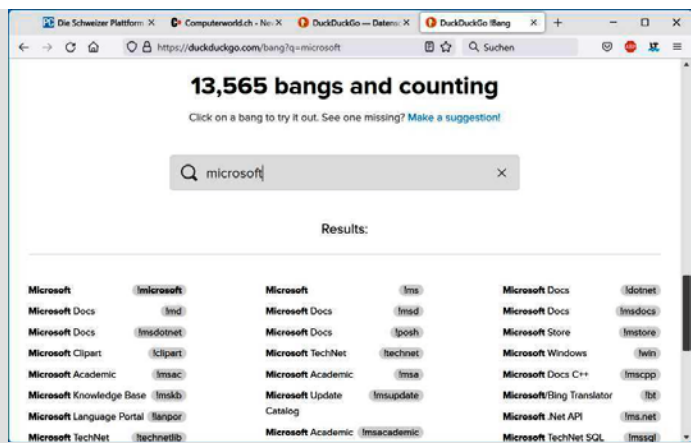 Die Schweizer Plattform
Computerworld.ch - Ne
DuckDuckGo — Datens
DuckDuckGo !Bang
https://duckduckgo.com/bang?q=microsoft
Suchen
13,565 bangs and counting
Click on a bang to try it out. See one missing? Make a suggestion!
microsoft
Results:
Microsoft !microsoft
Microsoft Docs !md
Microsoft Docs !msdotnet
Microsoft Clipart !clipart
Microsoft Academic !msac
Microsoft Knowledge Base !mskb
Microsoft Language Portal !lanpor
Microsoft TechNet !technetlib
Microsoft !ms
Microsoft Docs !msd
Microsoft Docs !posh
Microsoft TechNet !technet
Microsoft Academic !msa
Microsoft Update !msupdate
Catalog
Microsoft Academic !msacademic
Microsoft Docs !dotnet
Microsoft Docs !msdocs
Microsoft Store !mstore
Microsoft Windows !win
Microsoft Docs C++ !mscpp
Microsoft/Bing Translator !bt
Microsoft .Net API !ms.net
Microsoft TechNet SQL !mssql